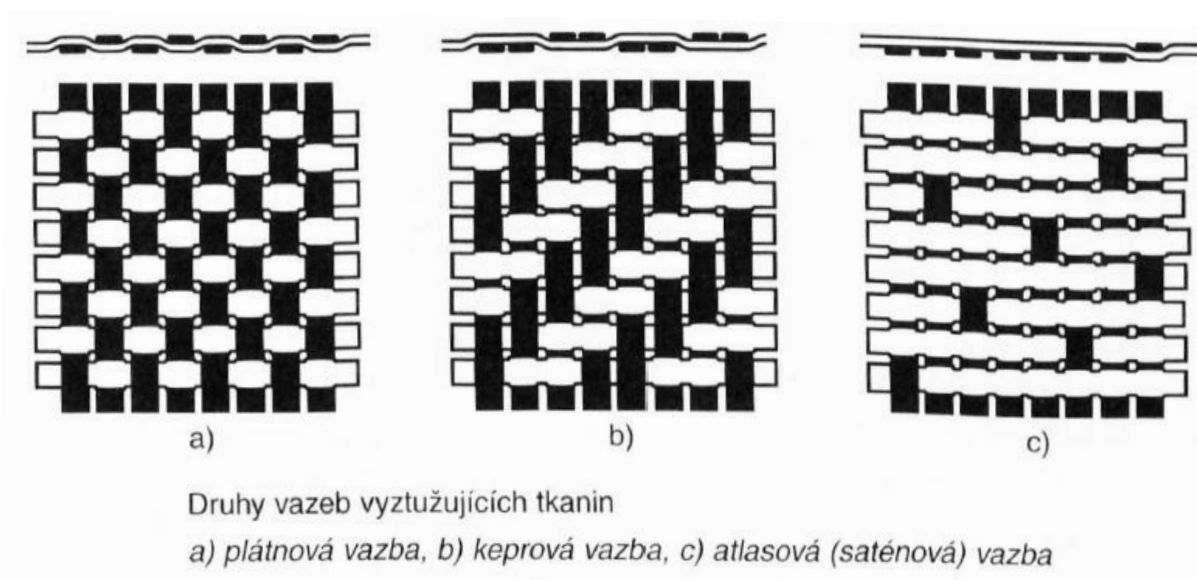 a) b) c)
Druhy vazeb vyztužujících tkanin
a) plátnová vazba, b) keprová vazba, c) atlasová (saténová) vazba